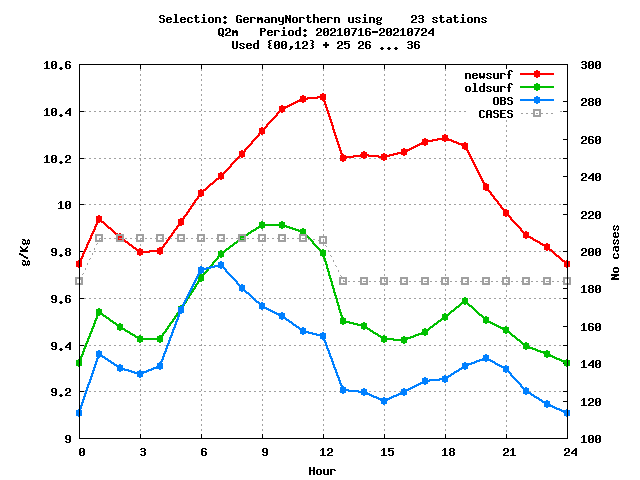 Selection: GermanyNorthern using    23 stations
Q2m   Period: 20210716-20210724
Used {00,12} + 25 26 ... 36
10.6
10.4
10.2
10
9.8
9.6
9.4
9.2
9
g/Kg
newsurf
oldsurf
OBS
CASES
300
280
260
240
220
200
180
160
140
120
100
No cases
0 3 6 9 12 15 18 21 24
Hour